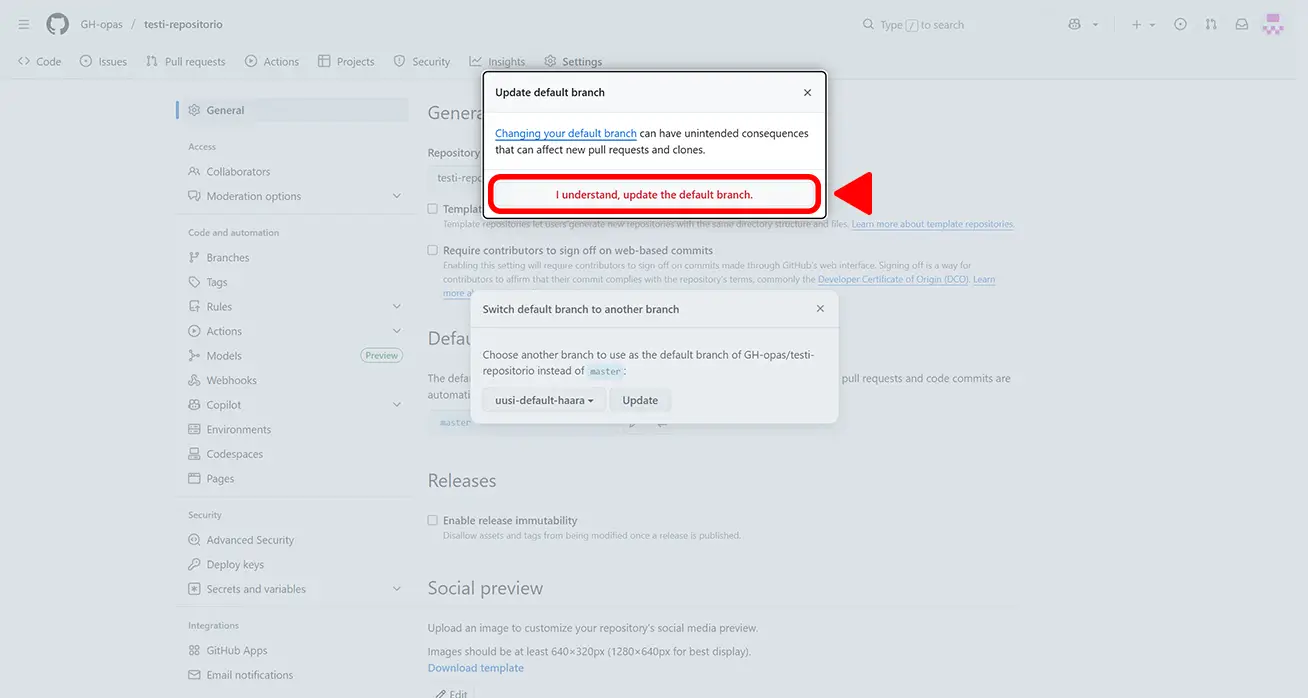 GH-opas / testi-repositorio
Type / to search
Code Issues Pull requests Actions Projects Security Insights Settings
General
Access
Collaborators
Moderation options
Code and automation
Branches
Tags
Rules
Actions
Models Preview
Webhooks
Copilot
Environments
Codespaces
Pages
Security
Advanced Security
Deploy keys
Secrets and variables
Integrations
GitHub Apps
Email notifications
Update default branch
Changing your default branch can have unintended consequences
that can affect new pull requests and clones.
I understand, update the default branch.
Genera
Repository
testi-repo
Templat
Template repositories let users generate new repositories with the same directory structure and files. Learn more about template repositories.
Require contributors to sign off on web-based commits
Enabling this setting will require contributors to sign off on commits made through GitHub's web interface. Signing off is a way for
contributors to affirm that their commit complies with the repository's terms, commonly the Developer Certificate of Origin (DCO). Learn
more a
Switch default branch to another branch
Choose another branch to use as the default branch of GH-opas/testi-
repositorio instead of master :
uusi-default-haara Update
Defau
The defau pull requests and code commits are
automati
master
Releases
Enable release immutability
Disallow assets and tags from being modified once a release is published.
Social preview
Upload an image to customize your repository's social media preview.
Images should be at least 640×320px (1280×640px for best display).
Download template
Edit